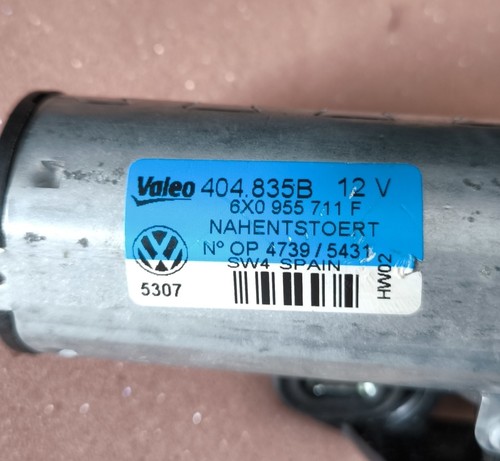 Valeo 404.835B 12 V
6X0 955 711 F
NAHENTSTOERT
Nº OP 4739 / 5431
SW4 SPAIN
5307
HW02